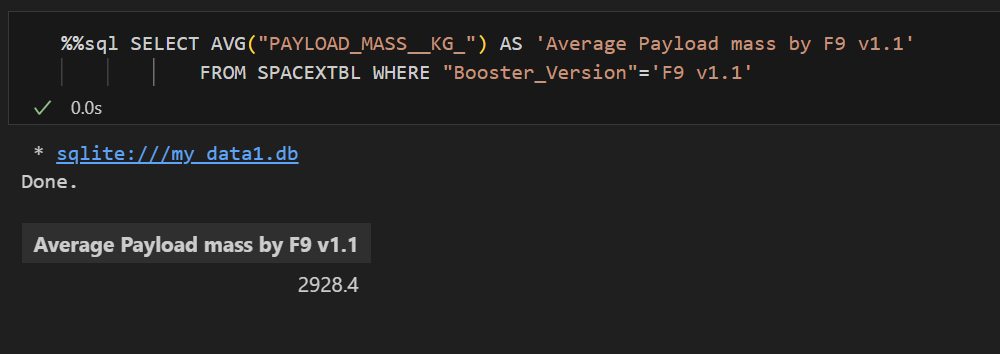 %%sql SELECT AVG("PAYLOAD_MASS__KG_") AS 'Average Payload mass by F9 v1.1'
FROM SPACEXTBL WHERE "Booster_Version"='F9 v1.1'
0.0s
* sqlite:///my_data1.db
Done.
Average Payload mass by F9 v1.1
2928.4